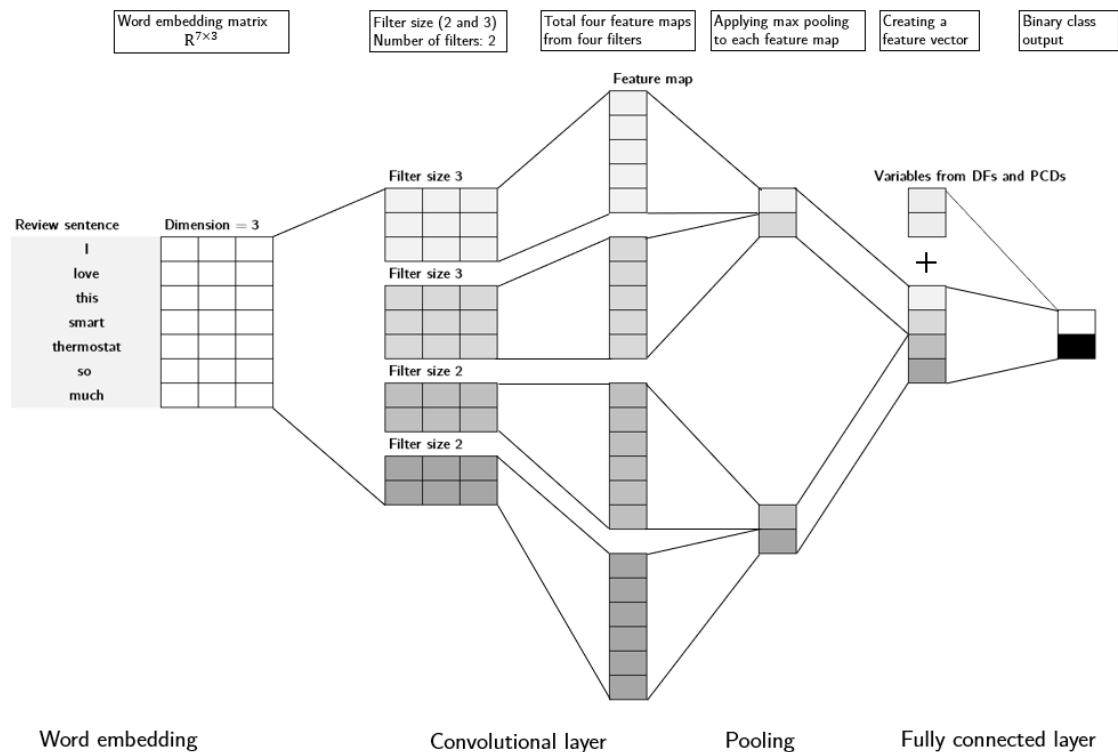 Word embedding matrix
R^{7×3}
Filter size (2 and 3)
Number of filters: 2
Total four feature maps
from four filters
Applying max pooling
to each feature map
Creating a
feature vector
Binary class
output
Feature map
Filter size 3
Variables from DFs and PCDs
Review sentence
Dimension = 3
I
love
this
smart
thermostat
so
much
Filter size 3
Filter size 2
Filter size 2
+
Word embedding
Convolutional layer
Pooling
Fully connected layer